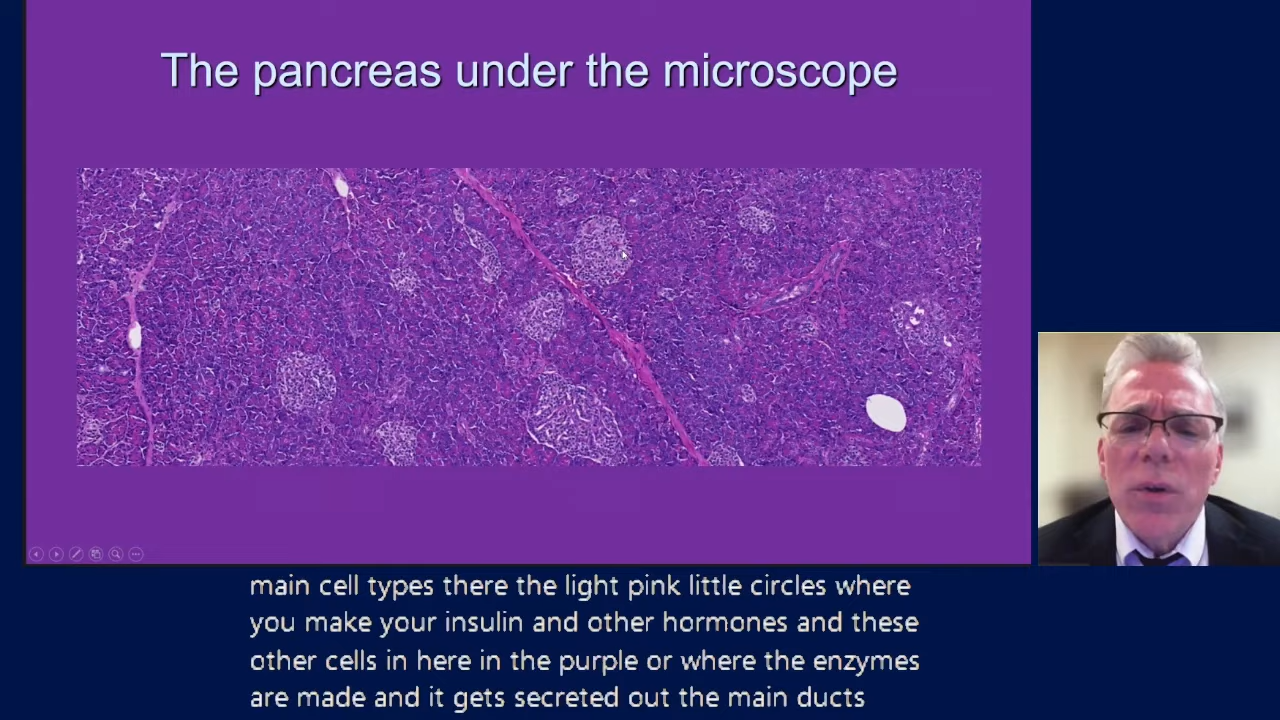 The pancreas under the microscope
main cell types there the light pink little circles where
you make your insulin and other hormones and these
other cells in here in the purple or where the enzymes
are made and it gets secreted out the main ducts